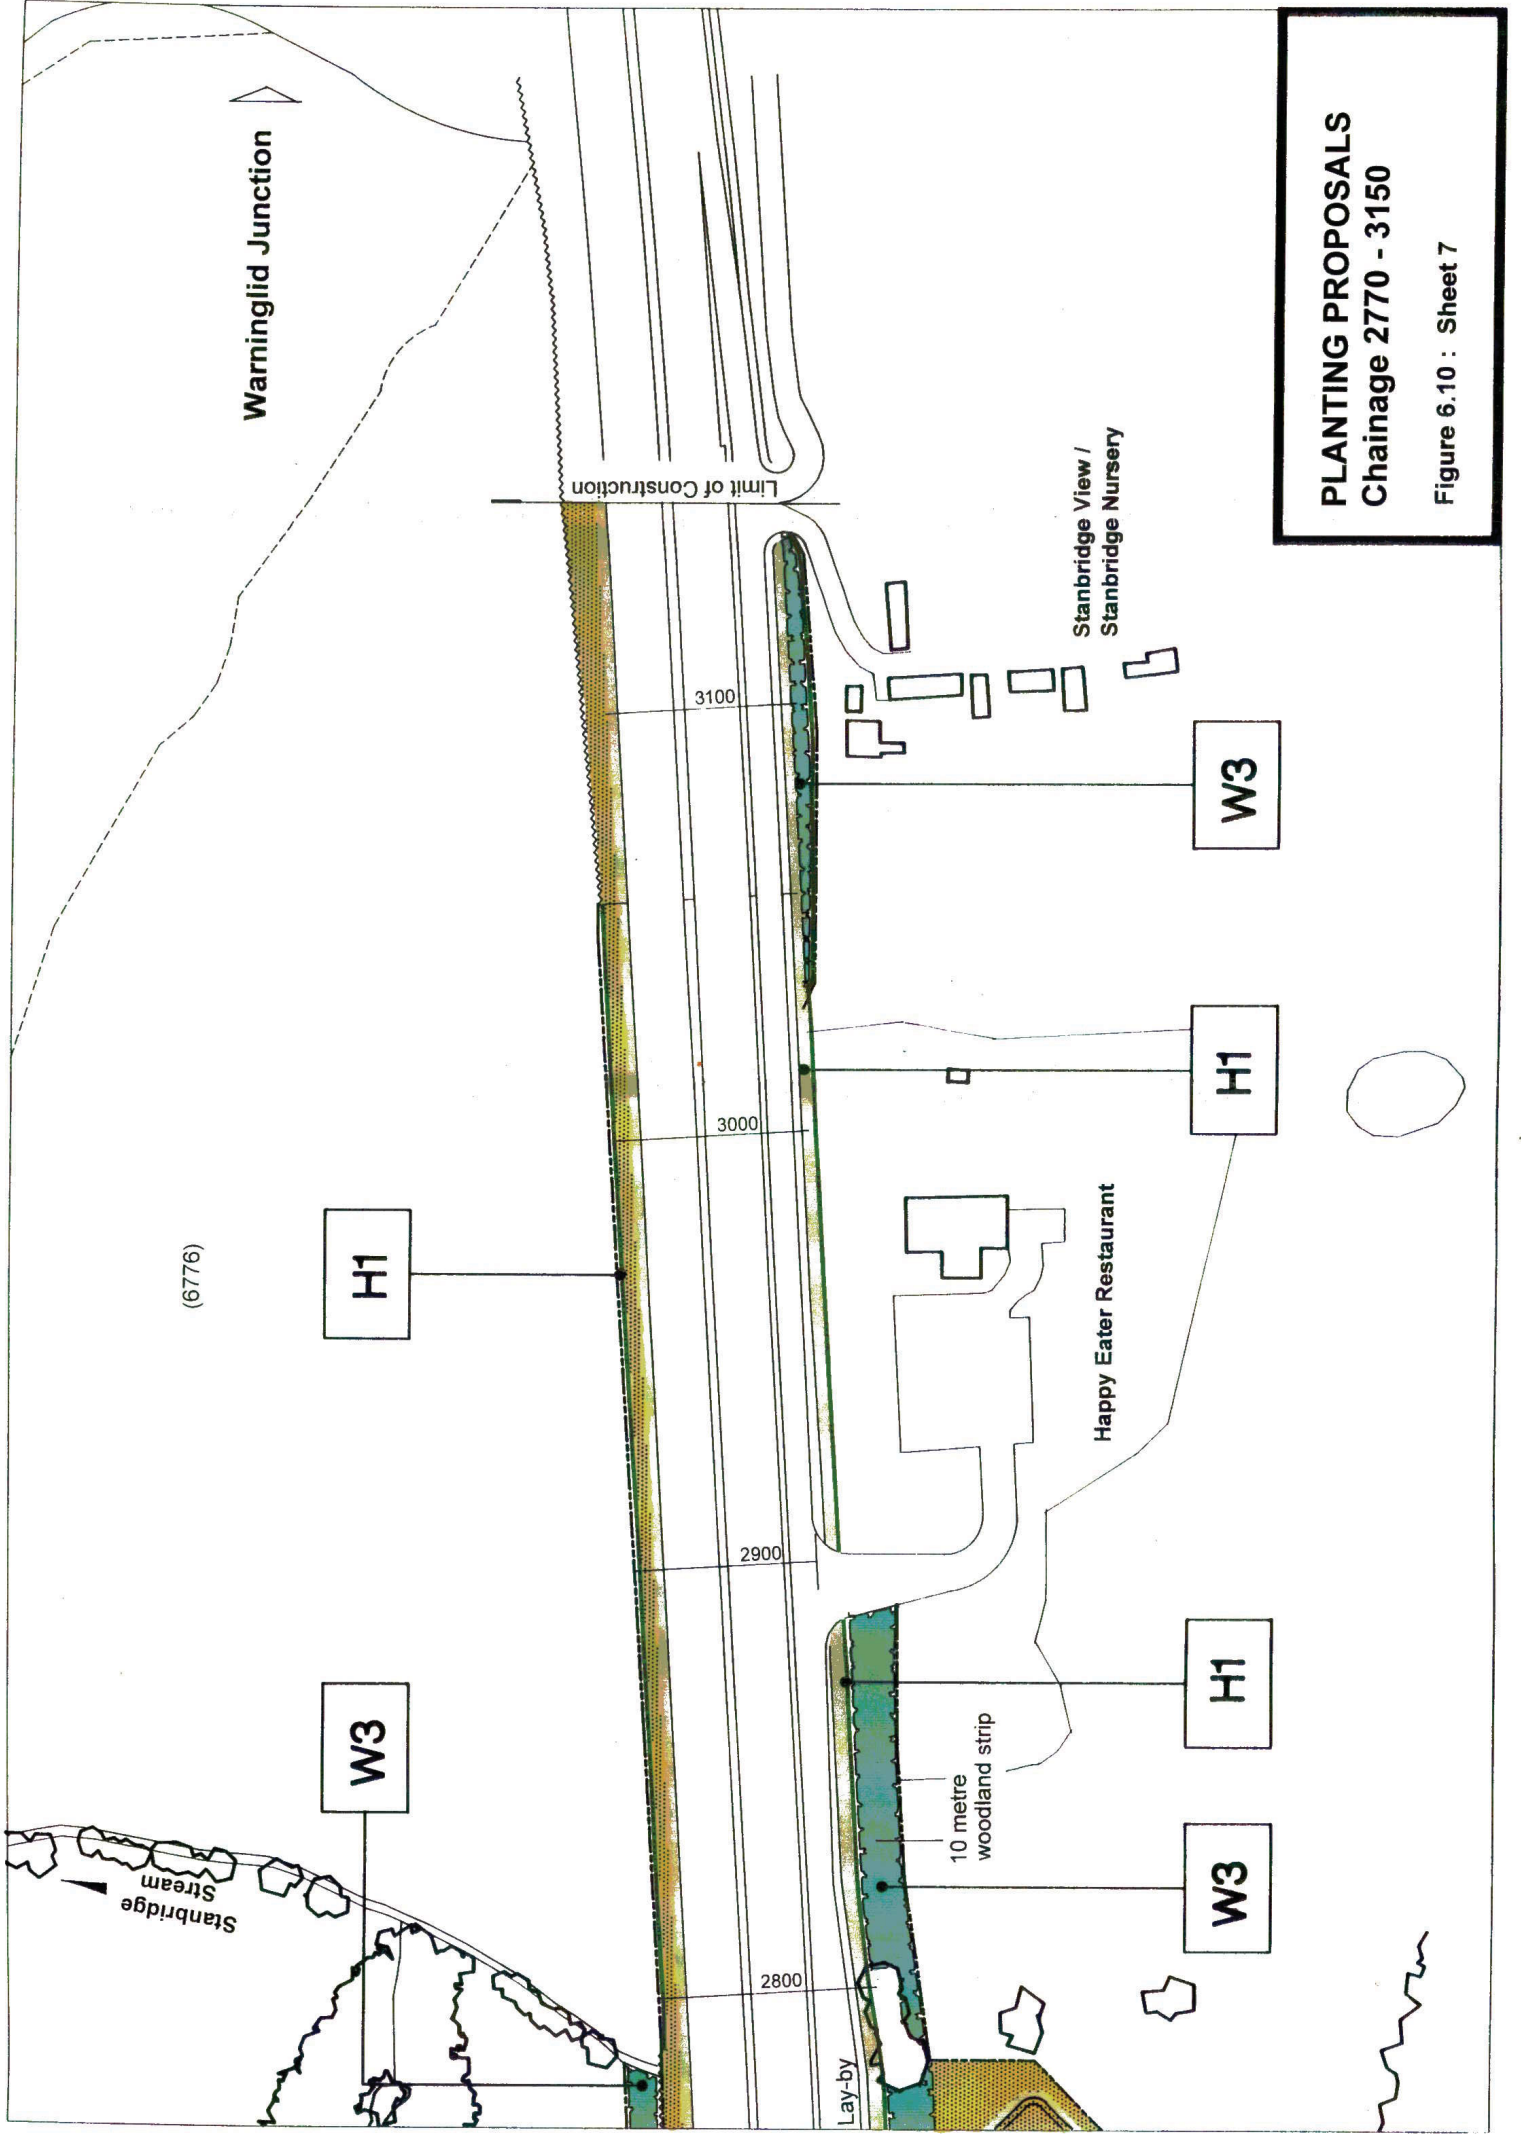 Warninglid Junction
(6776)
H1
W3
Stanbridge
Stream
Limit of Construction
3100
3000
2900
2800
Lay-by
Stanbridge View /
Stanbridge Nursery
Happy Eater Restaurant
10 metre
woodland strip
W3
H1
H1
W3
PLANTING PROPOSALS
Chainage 2770 - 3150
Figure 6.10 : Sheet 7